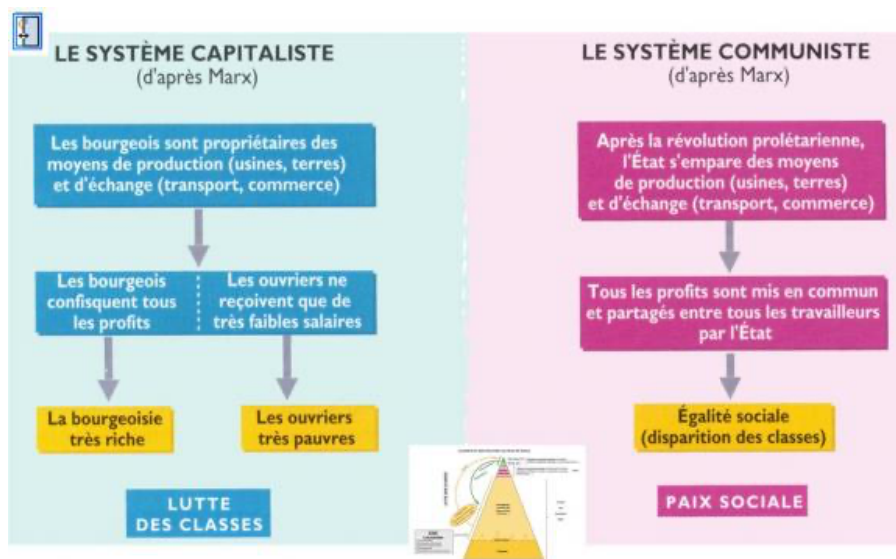 LE SYSTÈME CAPITALISTE
(d'après Marx)
Les bourgeois sont propriétaires des
moyens de production (usines, terres)
et d'échange (transport, commerce)
Les bourgeois
confisquent tous
les profits
Les ouvriers ne
reçoivent que de
très faibles salaires
La bourgeoisie
très riche
Les ouvriers
très pauvres
LUTTE
DES CLASSES
LE SYSTÈME COMMUNISTE
(d'après Marx)
Après la révolution prolétarienne,
l'État s'empare des moyens
de production (usines, terres)
et d'échange (transport, commerce)
Tous les profits sont mis en commun
et partagés entre tous les travailleurs
par l'État
Égalité sociale
(disparition des classes)
PAIX SOCIALE